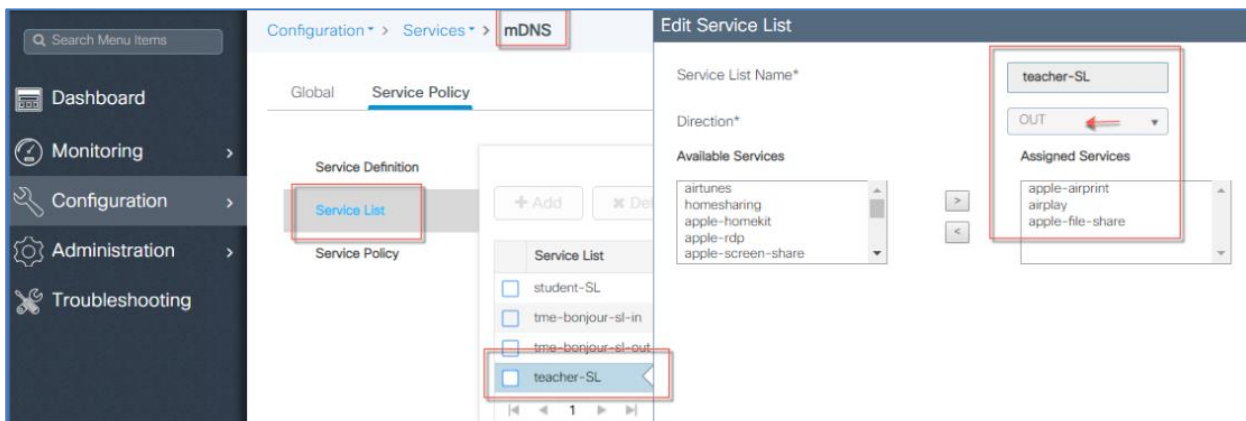 Search Menu Items
Dashboard
Monitoring
Configuration
Administration
Troubleshooting
Configuration > Services > mDNS
Global Service Policy
Service Definition
Service List
Service Policy
+ Add
Service List
student-SL
tme-bonjour-sl-in
tme-bonjour-sl-out
teacher-SL
1
Edit Service List
Service List Name* teacher-SL
Direction* OUT
Available Services
airtunes
homesharing
apple-homekit
apple-rdp
apple-screen-share
>
<
Assigned Services
apple-airprint
airplay
apple-file-share